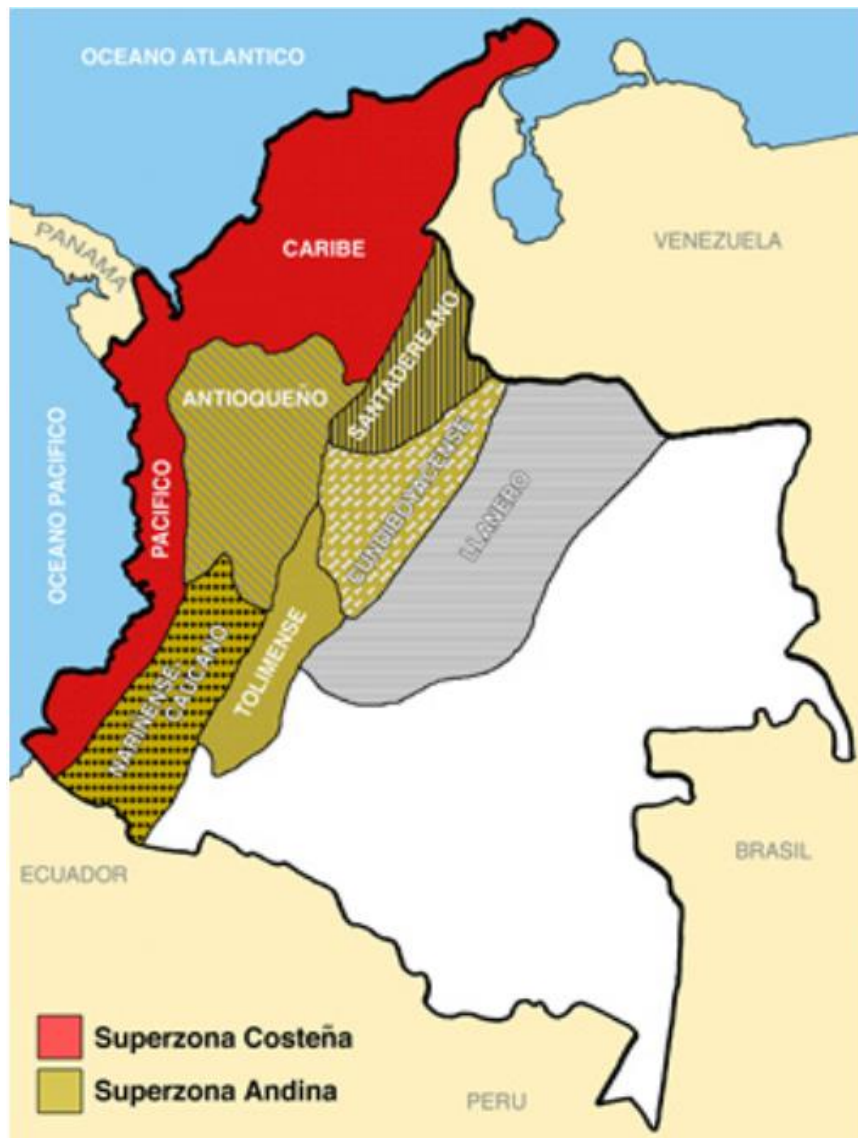 OCEANO ATLANTICO
PANAMA
CARIBE
VENEZUELA
SANTADEREANO
ANTIOQUEÑO
OCEANO PACIFICO
PACIFICO
CUNDIBOYACENSE
LLANERO
NARINENSE-
CAUCANO
TOLIMENSE
ECUADOR
BRASIL
PERU
Superzona Costeña
Superzona Andina